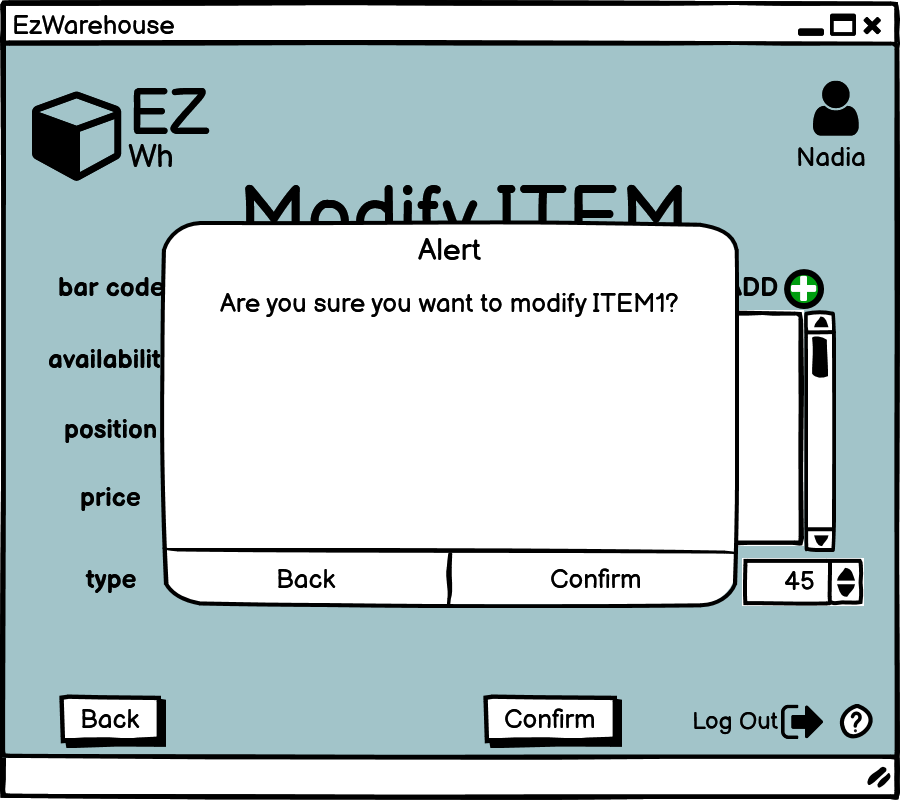 EzWarehouse
EZ
Wh
Nadia
Modify ITEM
Alert
Are you sure you want to modify ITEM1?
bar code
ADD
availabilit
position
price
type
45
Back
Confirm
Back
Confirm
Log Out
?